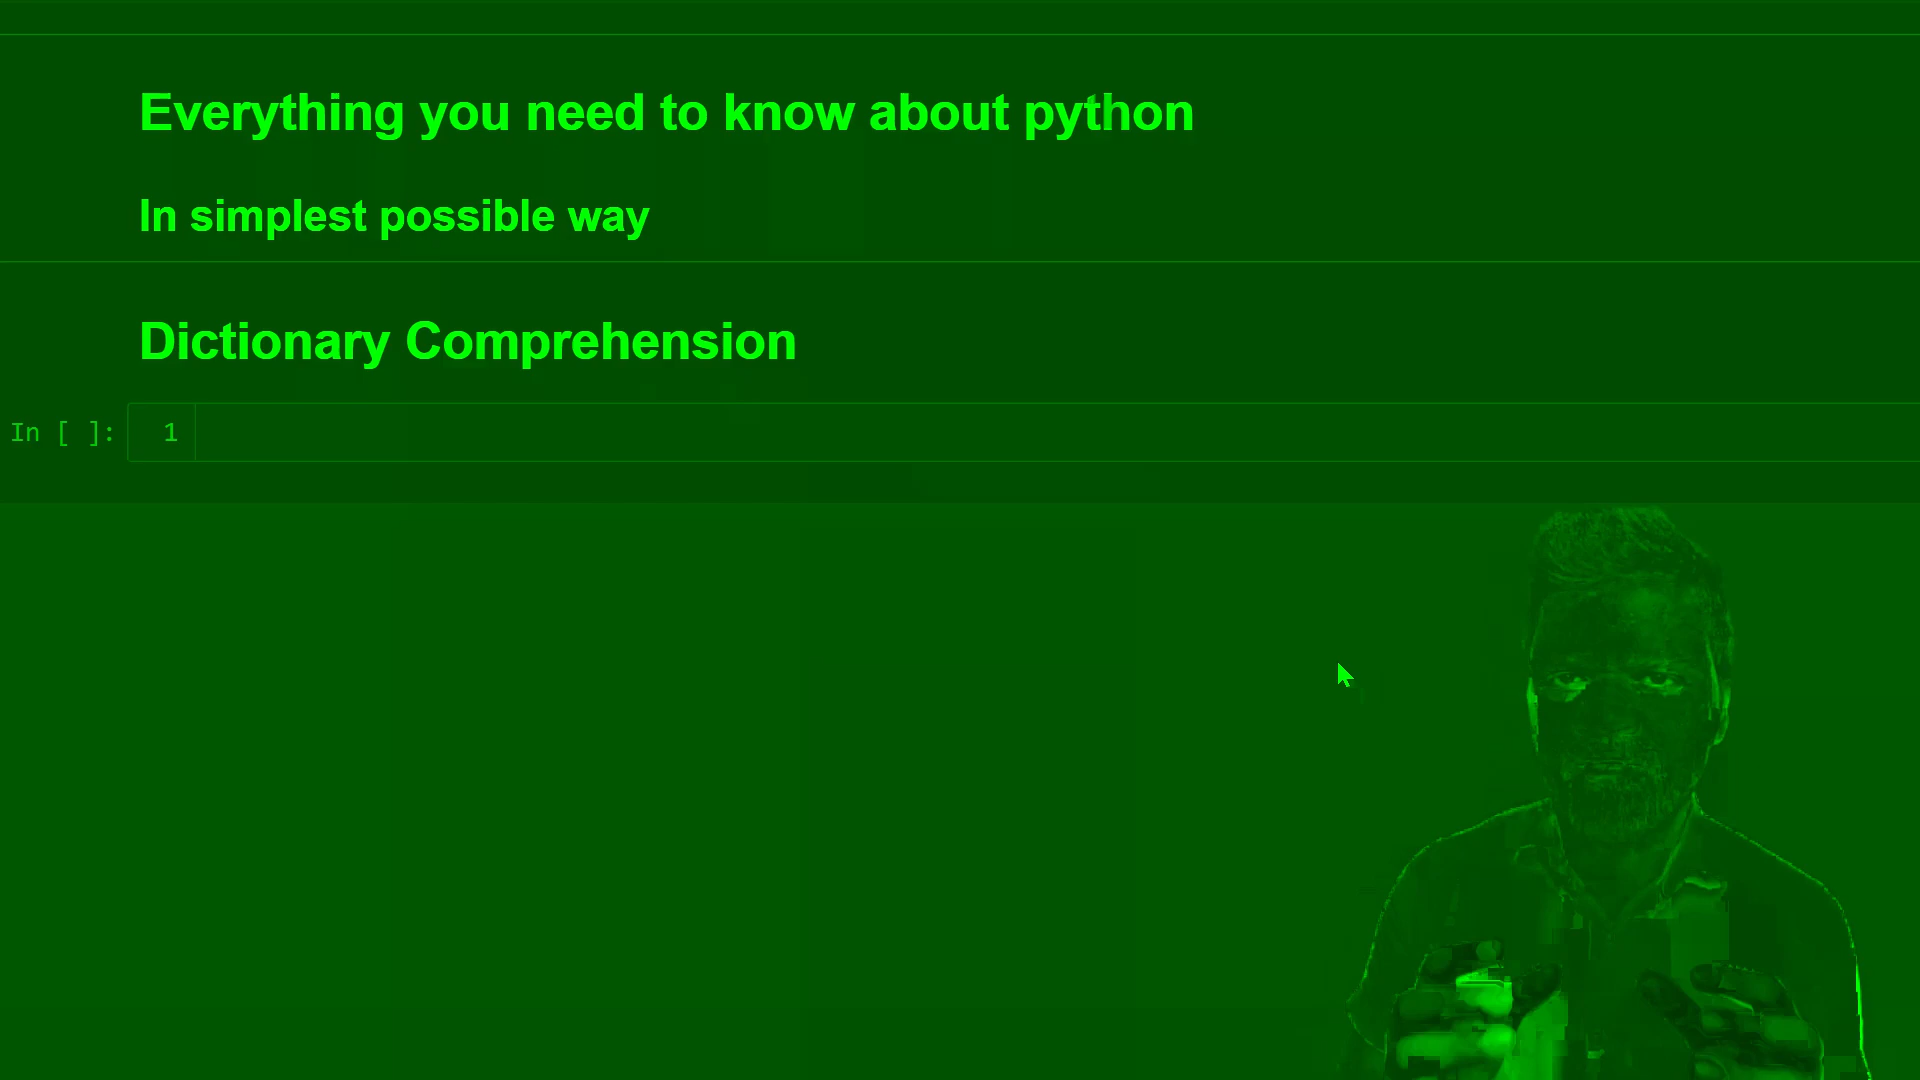 Everything you need to know about python
In simplest possible way
Dictionary Comprehension
In [ ]: 1